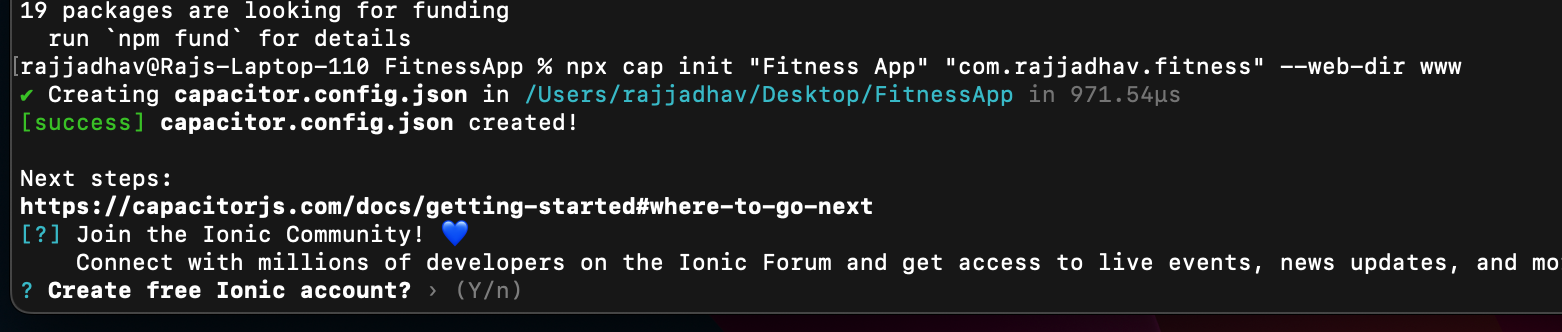 19 packages are looking for funding
run `npm fund` for details
[rajjadhav@Rajs-Laptop-110 FitnessApp % npx cap init "Fitness App" "com.rajjadhav.fitness" --web-dir www
✔ Creating capacitor.config.json in /Users/rajjadhav/Desktop/FitnessApp in 971.54μs
[success] capacitor.config.json created!
Next steps:
https://capacitorjs.com/docs/getting-started#where-to-go-next
[?] Join the Ionic Community! 💙
Connect with millions of developers on the Ionic Forum and get access to live events, news updates, and
? Create free Ionic account? › (Y/n)